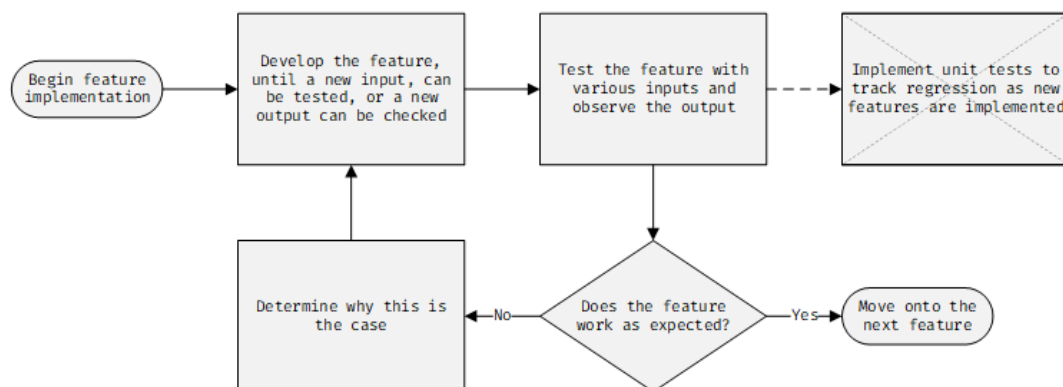 Begin feature
implementation
Develop the feature,
until a new input, can
be tested, or a new
output can be checked
Test the feature with
various inputs and
observe the output
Implement unit tests to
track regression as new
features are implemented
Determine why this is
the case
No
Does the feature
work as expected?
Yes
Move onto the
next feature